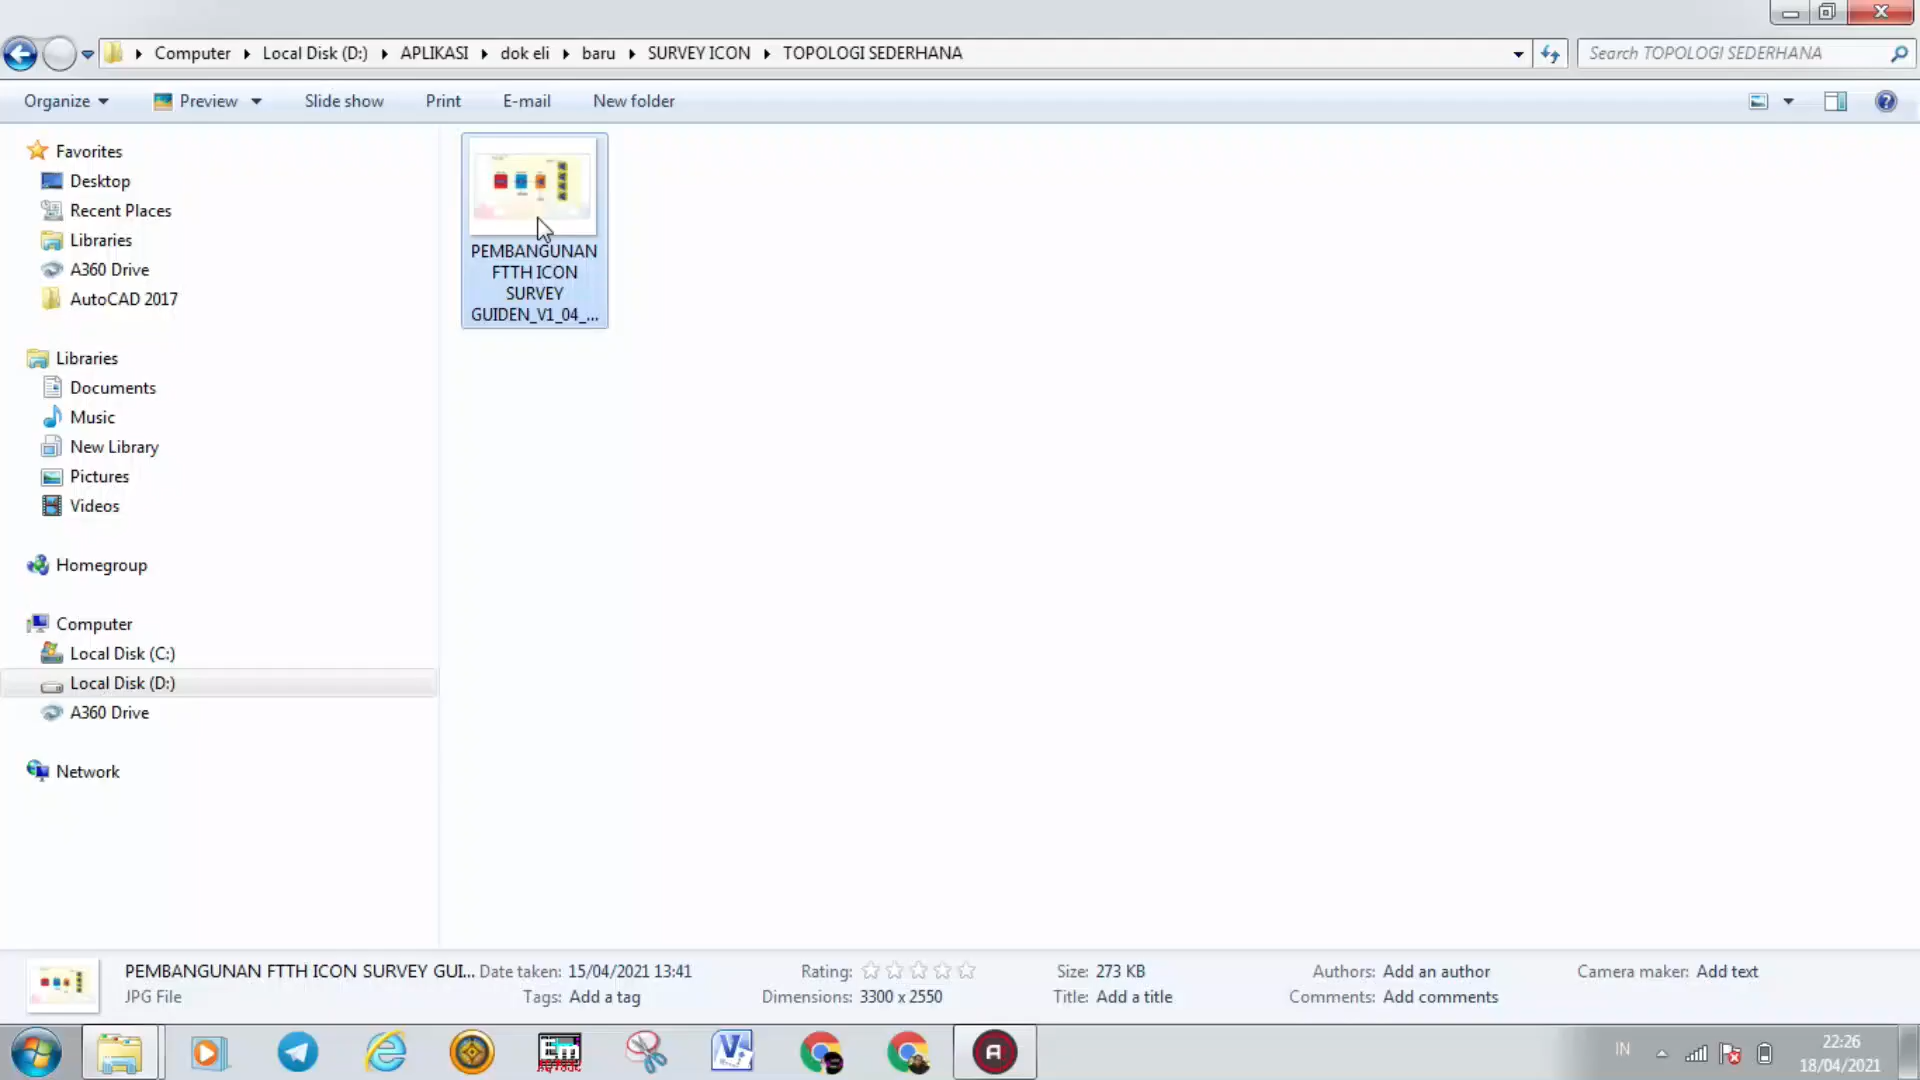 Computer Local Disk (D:) APLIKASI dok eli baru SURVEY ICON TOPOLOGI SEDERHANA Search TOPOLOGI SEDERHANA
Organize Preview Slide show Print E-mail New folder
Favorites
Desktop
Recent Places
Libraries
A360 Drive
AutoCAD 2017
Libraries
Documents
Music
New Library
Pictures
Videos
Homegroup
Computer
Local Disk (C:)
Local Disk (D:)
A360 Drive
Network
PEMBANGUNAN
FTTH ICON
SURVEY
GUIDEN_V1_04_...
PEMBANGUNAN FTTH ICON SURVEY GUI... Date taken: 15/04/2021 13:41 Rating: Size: 273 KB Authors: Add an author Camera maker: Add text
JPG File Tags: Add a tag Dimensions: 3300 x 2550 Title: Add a title Comments: Add comments
IN 22:26
18/04/2021